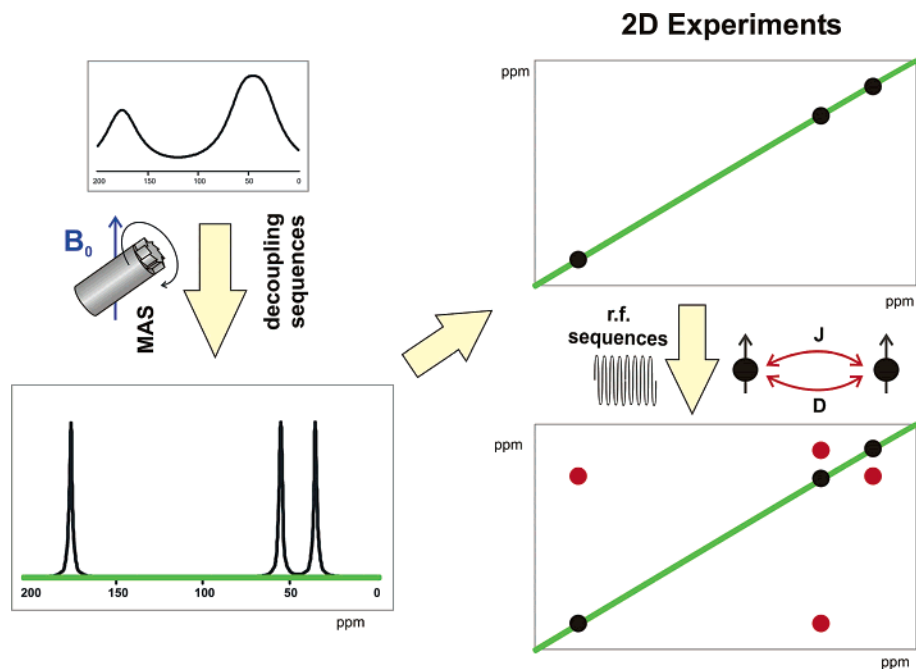 2D Experiments
200 150 100 50 0
B0
MAS
decoupling
sequences
200 150 100 50 0
ppm
ppm
ppm
r.f.
sequences
J
D
ppm
ppm